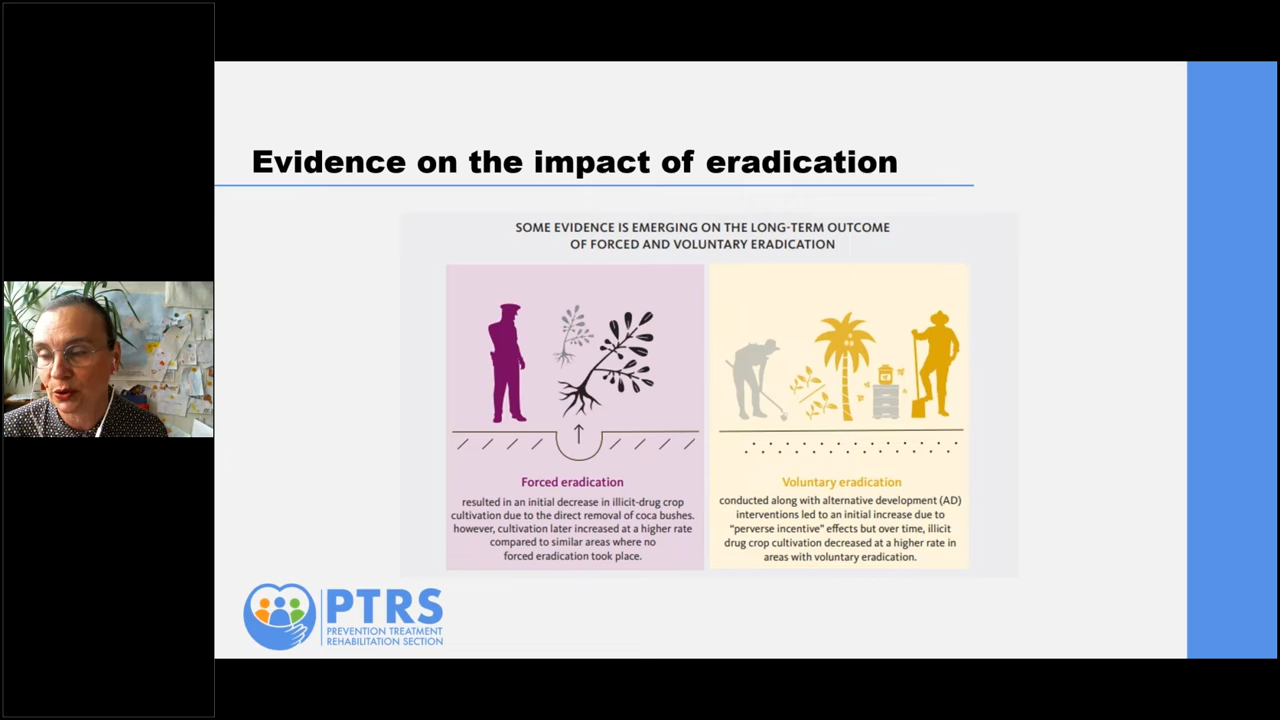 Evidence on the impact of eradication
SOME EVIDENCE IS EMERGING ON THE LONG-TERM OUTCOME
OF FORCED AND VOLUNTARY ERADICATION
Forced eradication
resulted in an initial decrease in illicit-drug crop
cultivation due to the direct removal of coca bushes.
however, cultivation later increased at a higher rate
compared to similar areas where no
forced eradication took place.
Voluntary eradication
conducted along with alternative development (AD)
interventions led to an initial increase due to
“perverse incentive” effects but over time, illicit
drug crop cultivation decreased at a higher rate in
areas with voluntary eradication.
PTRS
PREVENTION TREATMENT
REHABILITATION SECTION